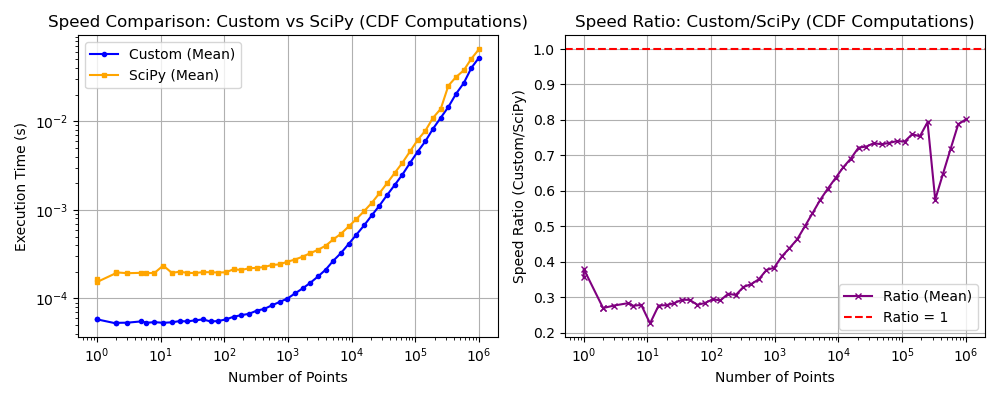 Speed Comparison: Custom vs SciPy (CDF Computations)
Custom (Mean)
SciPy (Mean)
Execution Time (s)
10⁻²
10⁻³
10⁻⁴
10⁰ 10¹ 10² 10³ 10⁴ 10⁵ 10⁶
Number of Points
Speed Ratio: Custom/SciPy (CDF Computations)
Speed Ratio (Custom/SciPy)
1.0
0.9
0.8
0.7
0.6
0.5
0.4
0.3
0.2
Ratio (Mean)
Ratio = 1
10⁰ 10¹ 10² 10³ 10⁴ 10⁵ 10⁶
Number of Points